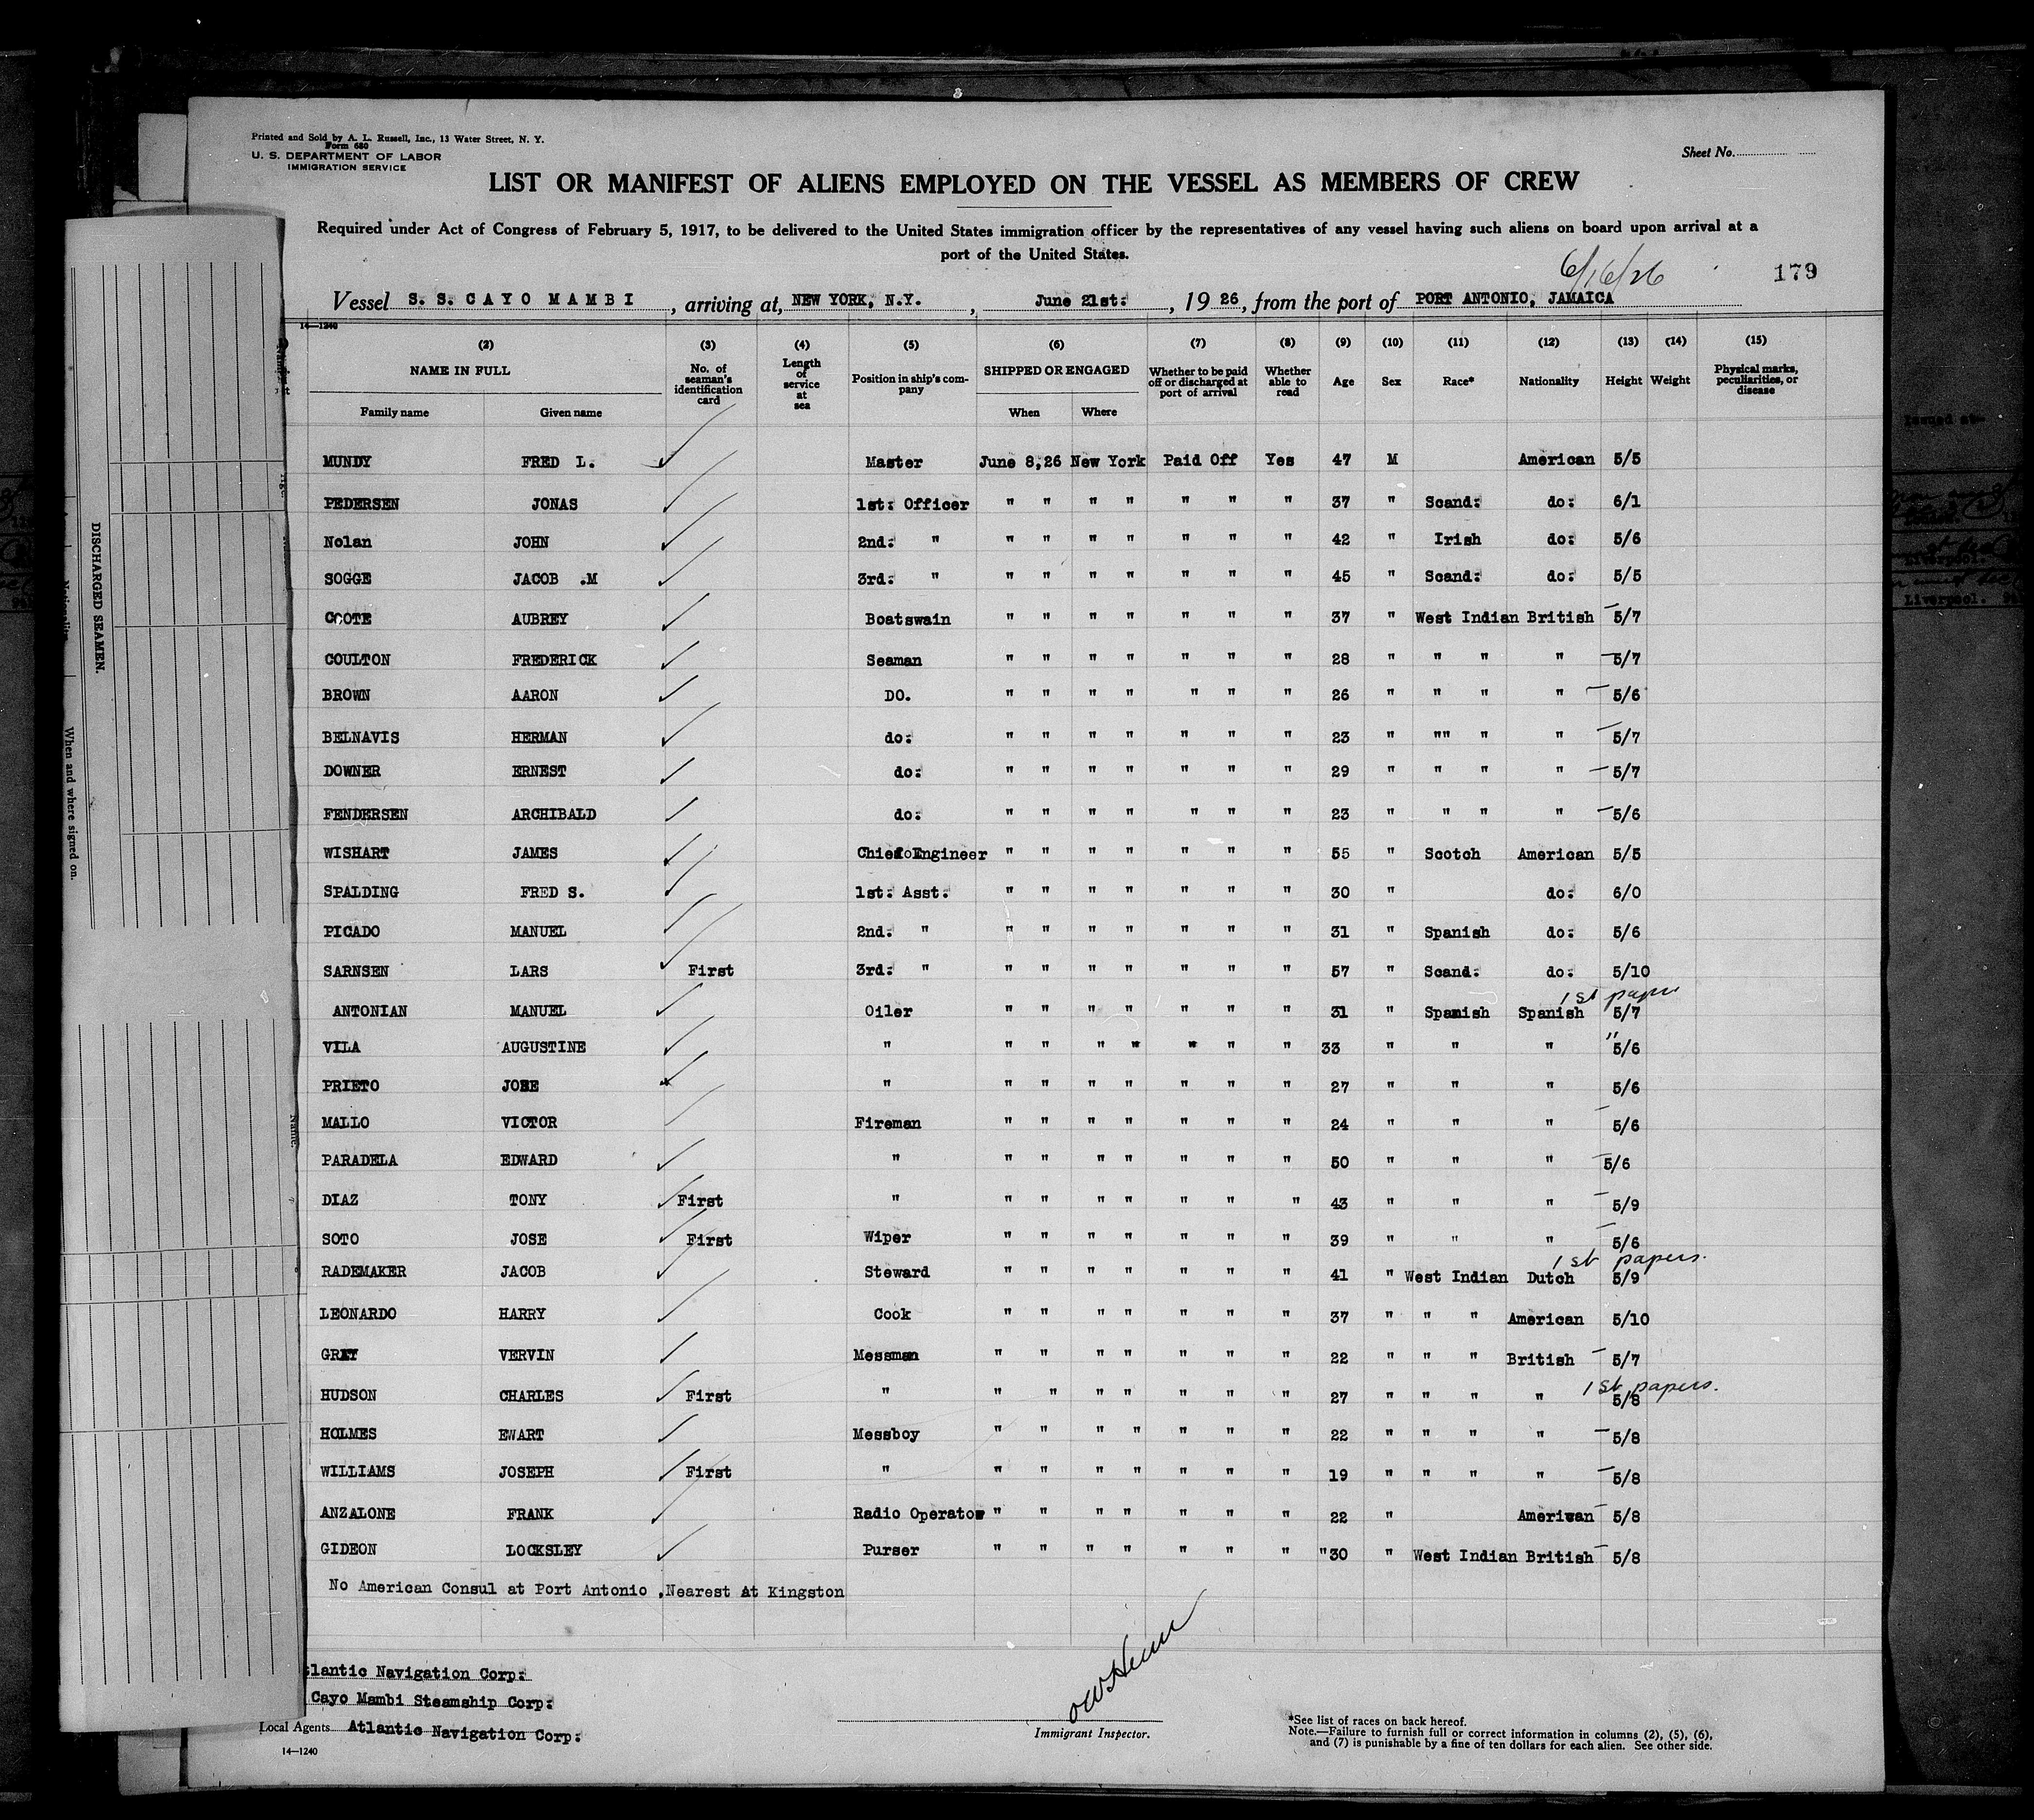 Printed and Sold by A. L. Russell, Inc., 13 Water Street, N. Y.
Form 680
U. S. DEPARTMENT OF LABOR
IMMIGRATION SERVICE
Sheet No.
LIST OR MANIFEST OF ALIENS EMPLOYED ON THE VESSEL AS MEMBERS OF CREW
Required under Act of Congress of February 5, 1917, to be delivered to the United States immigration officer by the representatives of any vessel having such aliens on board upon arrival at a
port of the United States.
6/16/26
179
Vessel S. S. CAYO MAMBI, arriving at, NEW YORK, N.Y., June 21st:, 19 26, from the port of PORT ANTONIO, JAMAICA
14—1240
(2) (3) (4) (5) (6) (7) (8) (9) (10) (11) (12) (13) (14) (15)
NAME IN FULL No. of seaman's identification card Length of service at sea Position in ship's company SHIPPED OR ENGAGED Whether to be paid off or discharged at port of arrival Whether able to read Age Sex Race* Nationality Height Weight Physical marks, peculiarities, or disease
Family name Given name When Where
MUNDY FRED L. Master June 8,26 New York Paid Off Yes 47 M American 5/5
PEDERSEN JONAS 1st: Officer " " " " " " " 37 " Scand: do: 6/1
Nolan JOHN 2nd: " " " " " " " " 42 " Irish do: 5/6
SOGGE JACOB .M 3rd: " " " " " " " " 45 " Scand: do: 5/5
COOTE AUBREY Boatswain " " " " " " " 37 " West Indian British 5/7
COULTON FREDERICK Seaman " " " " " " " 28 " " " " 5/7
BROWN AARON DO. " " " " " " " 26 " " " " 5/6
BELNAVIS HERMAN do: " " " " " " " 23 " "" " " 5/7
DOWNER ERNEST do: " " " " " " " 29 " " " " 5/7
FENDERSEN ARCHIBALD do: " " " " " " " 23 " " " " 5/6
WISHART JAMES Chief Engineer " " " " " " " 55 " Scotch American 5/5
SPALDING FRED S. 1st: Asst. " " " " " " " 30 " do: 6/0
PICADO MANUEL 2nd: " " " " " " " " 31 " Spanish do: 5/6
SARNSEN LARS First 3rd: " " " " " " " " 57 " Scand: do: 5/10
1st paper
ANTONIAN MANUEL Oiler " " " " " " " 31 " Spanish Spanish 5/7
VILA AUGUSTINE " " " " " " " " 33 " " " " 5/6
PRIETO JOSE " " " " " " " " 27 " " " 5/6
MALLO VICTOR Fireman " " " " " " " 24 " " " 5/6
PARADELA EDWARD " " " " " " " " 50 " " " 5/6
DIAZ TONY First " " " " " " " " 43 " " " 5/9
SOTO JOSE First Wiper " " " " " " " 39 " " " 5/6
1st papers.
RADEMAKER JACOB Steward " " " " " " " 41 " West Indian Dutch 5/9
LEONARDO HARRY Cook " " " " " " " 37 " " " American 5/10
VERVIN Messman " " " " " " " 22 " " " British 5/7
1st papers.
HUDSON CHARLES First " " " " " " " " 27 " " " " 5/8
HOLMES EWART Messboy " " " " " " " 22 " " " " 5/8
WILLIAMS JOSEPH First " " " " " " " " 19 " " " " 5/8
ANZALONE FRANK Radio Operator " " " " " " " 22 " American 5/8
GIDEON LOCKSLEY Purser " " " " " " " "30 " West Indian British 5/8
No American Consul at Port Antonio ,Nearest At Kingston
tlantic Navigation Corp:
Cayo Mambi Steamship Corp:
Local Agents Atlantic Navigation Corp:
Immigrant Inspector.
*See list of races on back hereof.
Note.—Failure to furnish full or correct information in columns (2), (5), (6),
and (7) is punishable by a fine of ten dollars for each alien. See other side.
14—1240
DISCHARGED SEAMEN.
When and where signed on.
Nationality
Name.
Issued at
Liverpool.
Liverpool.